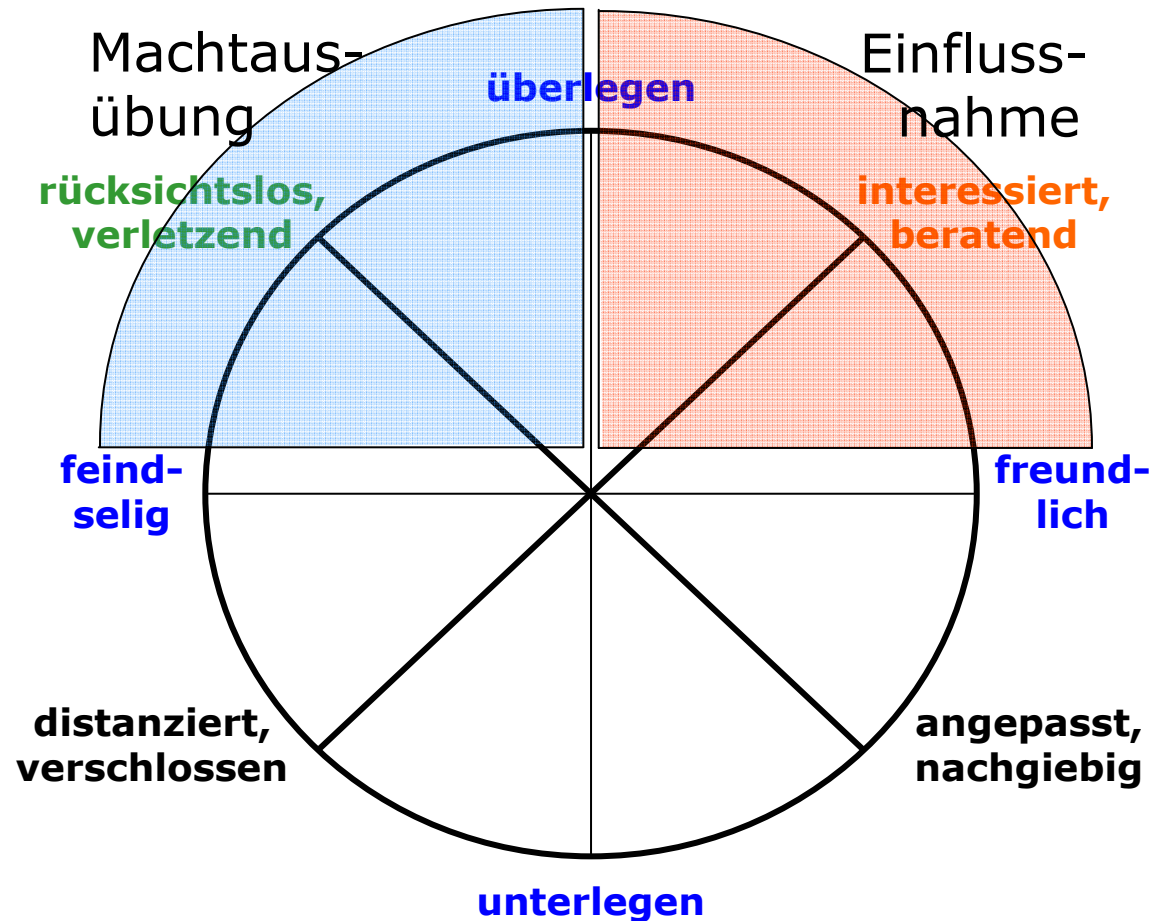 Machtaus-
übung
Einfluss-
nahme
überlegen
rücksichtslos,
verletzend
interessiert,
beratend
feind-
selig
freund-
lich
distanziert,
verschlossen
angepasst,
nachgiebig
unterlegen